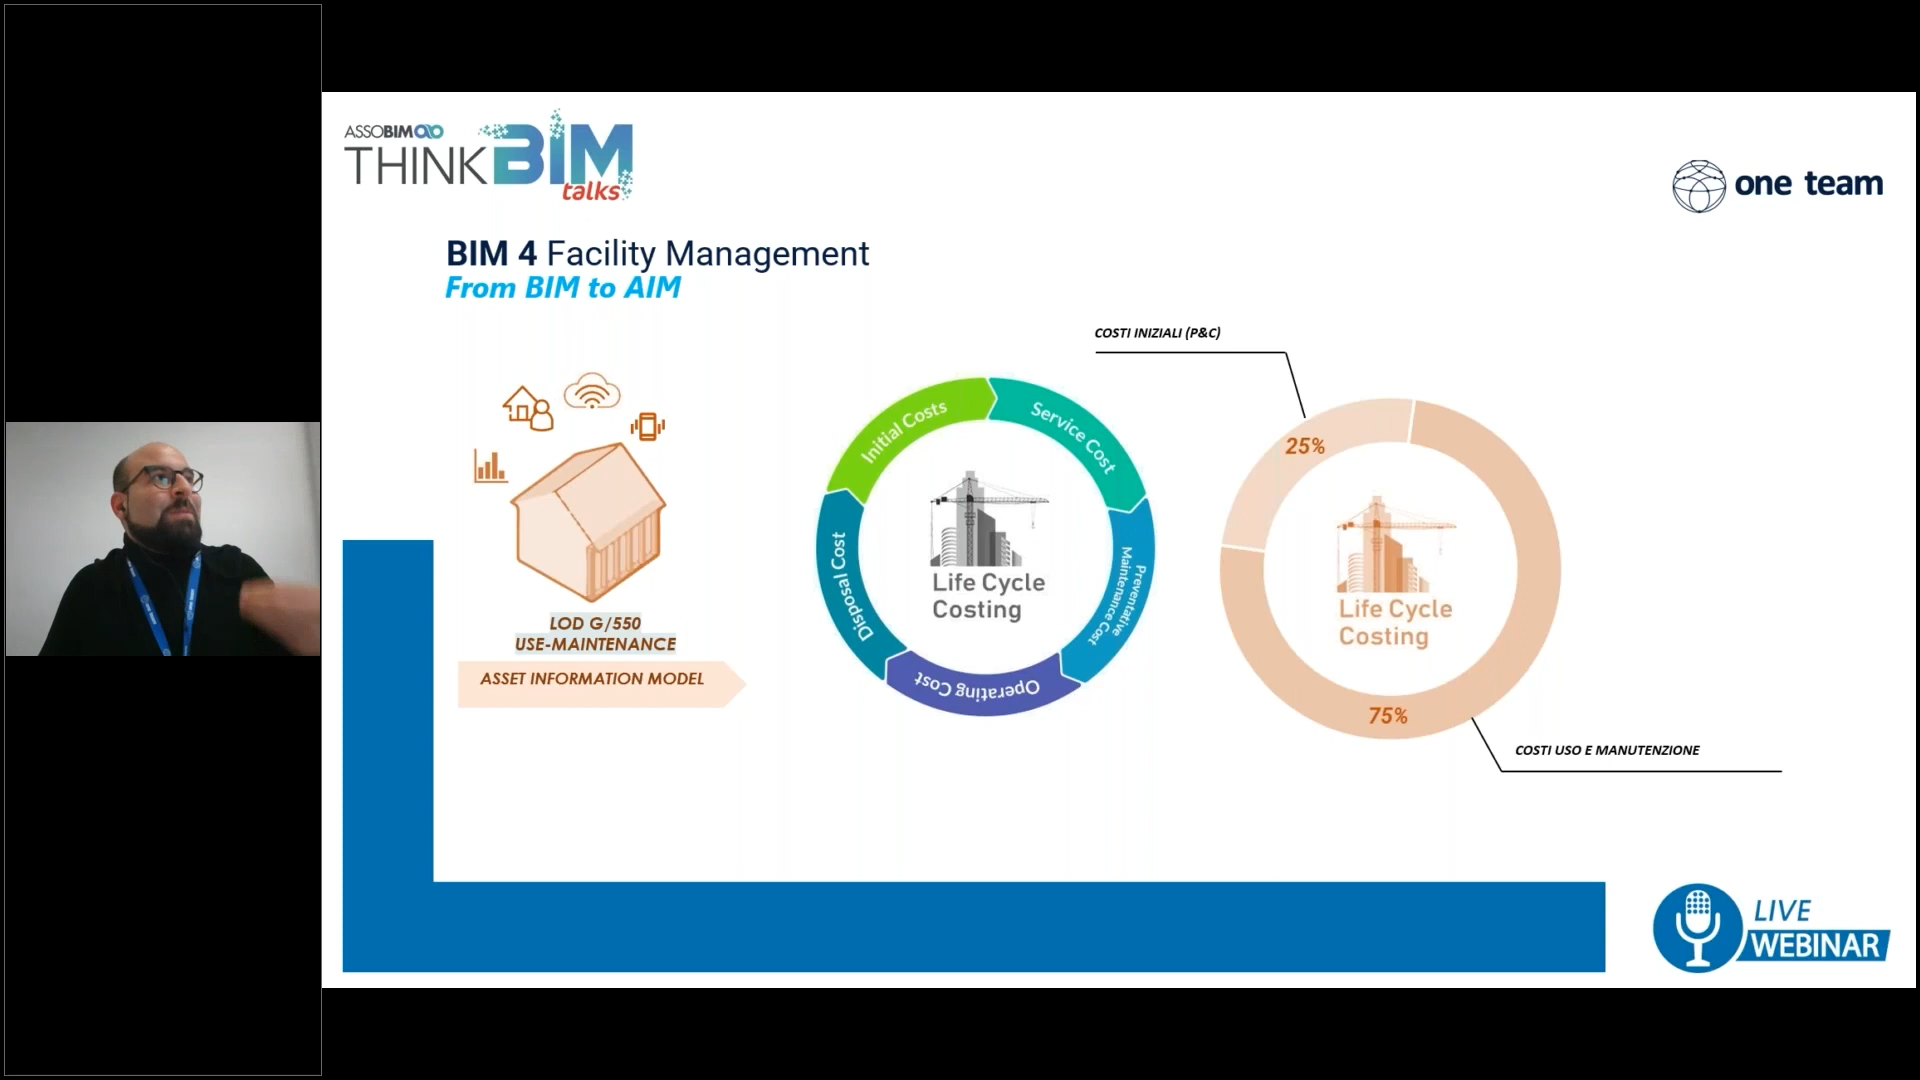 ASSOBIM
THINKBIM
talks
one team
BIM 4 Facility Management
From BIM to AIM
COSTI INIZIALI (P&C)
Initial Costs
Service Cost
Preventative
Maintenance Cost
Operating Cost
Disposal Cost
Life Cycle
Costing
25%
Life Cycle
Costing
75%
LOD G/550
USE-MAINTENANCE
ASSET INFORMATION MODEL
COSTI USO E MANUTENZIONE
LIVE
WEBINAR